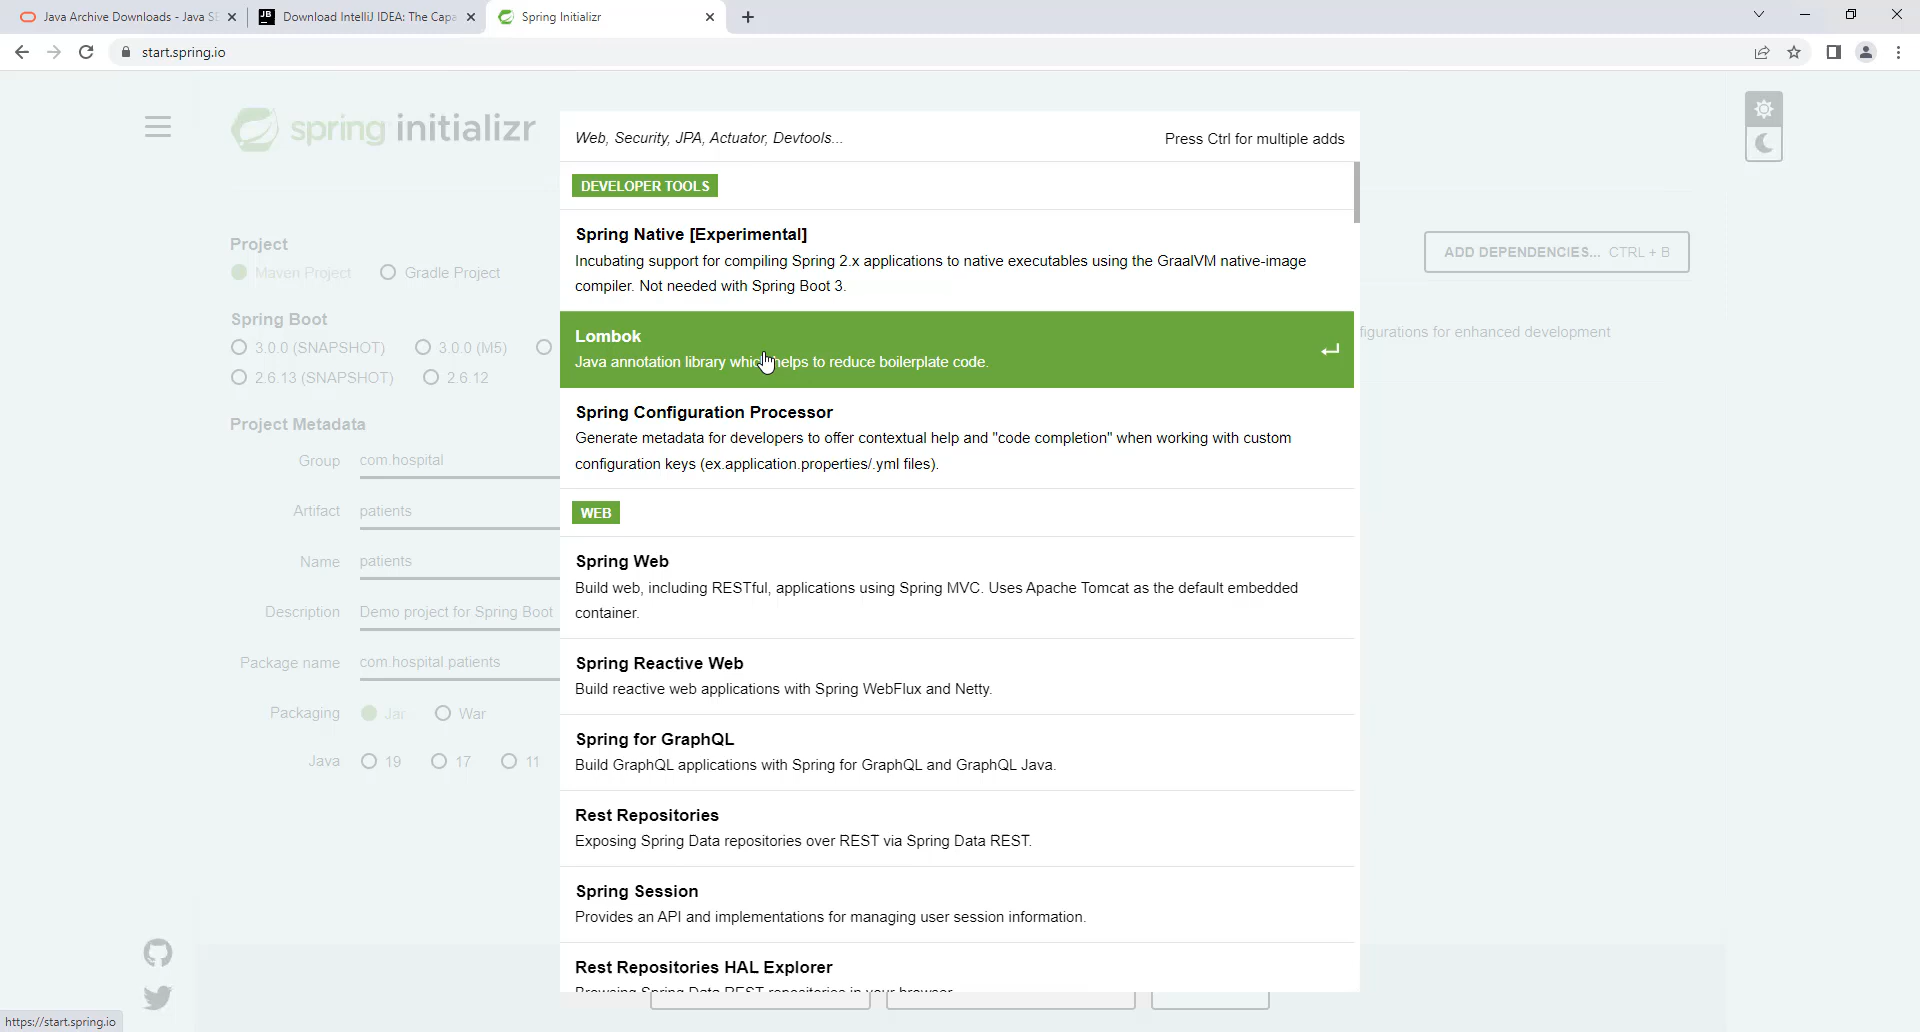 Java Archive Downloads - Java SE
Download IntelliJ IDEA: The Capa
Spring Initializr
start.spring.io
spring initializr
Web, Security, JPA, Actuator, Devtools...
Press Ctrl for multiple adds
DEVELOPER TOOLS
Spring Native [Experimental]
Incubating support for compiling Spring 2.x applications to native executables using the GraalVM native-image
compiler. Not needed with Spring Boot 3.
Lombok
Java annotation library which helps to reduce boilerplate code.
Spring Configuration Processor
Generate metadata for developers to offer contextual help and "code completion" when working with custom
configuration keys (ex.application.properties/.yml files).
WEB
Spring Web
Build web, including RESTful, applications using Spring MVC. Uses Apache Tomcat as the default embedded
container.
Spring Reactive Web
Build reactive web applications with Spring WebFlux and Netty.
Spring for GraphQL
Build GraphQL applications with Spring for GraphQL and GraphQL Java.
Rest Repositories
Exposing Spring Data repositories over REST via Spring Data REST.
Spring Session
Provides an API and implementations for managing user session information.
Rest Repositories HAL Explorer
Browsing Spring Data REST repositories in your browser.
Project
Maven Project
Gradle Project
Spring Boot
3.0.0 (SNAPSHOT)
3.0.0 (M5)
2.6.13 (SNAPSHOT)
2.6.12
Project Metadata
Group com.hospital
Artifact patients
Name patients
Description Demo project for Spring Boot
Package name com.hospital.patients
Packaging Jar War
Java 19 17 11
ADD DEPENDENCIES... CTRL + B
figurations for enhanced development
https://start.spring.io